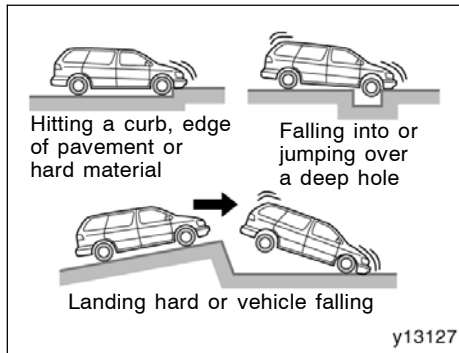 Hitting a curb, edge
of pavement or
hard material
Falling into or
jumping over
a deep hole
Landing hard or vehicle falling
y13127